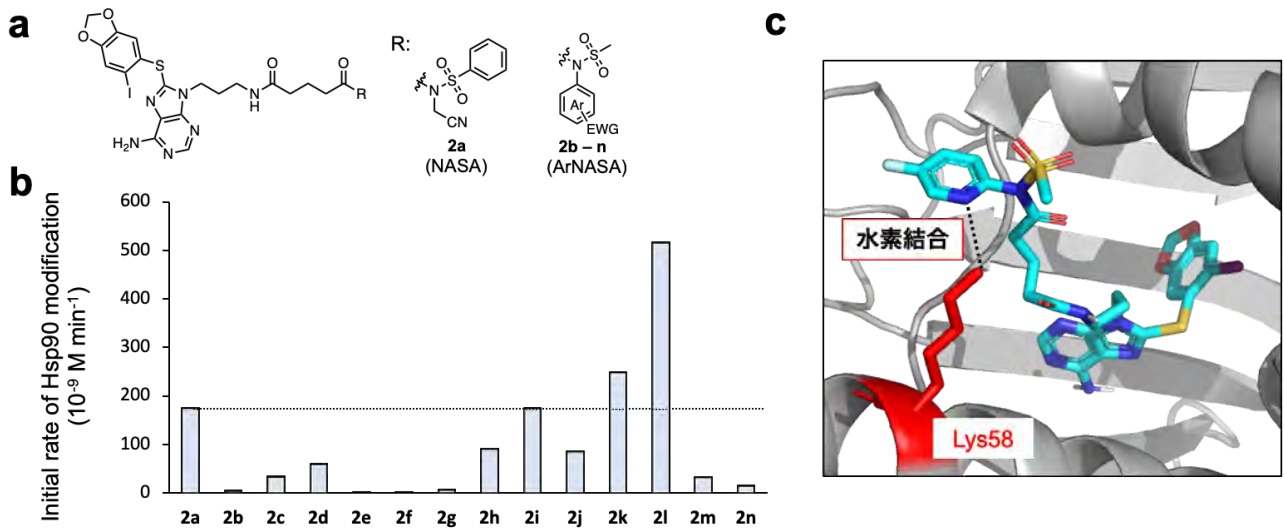 a
O
O
S
I
N
N
N
N
H₂N
N
H
O
O
R
R:
O
S
N
O
CN
2a
(NASA)
O
S
N
O
Ar
EWG
2b – n
(ArNASA)
b
Initial rate of Hsp90 modification
(10⁻⁹ M min⁻¹)
600
500
400
300
200
100
0
2a 2b 2c 2d 2e 2f 2g 2h 2i 2j 2k 2l 2m 2n
c
水素結合
Lys58